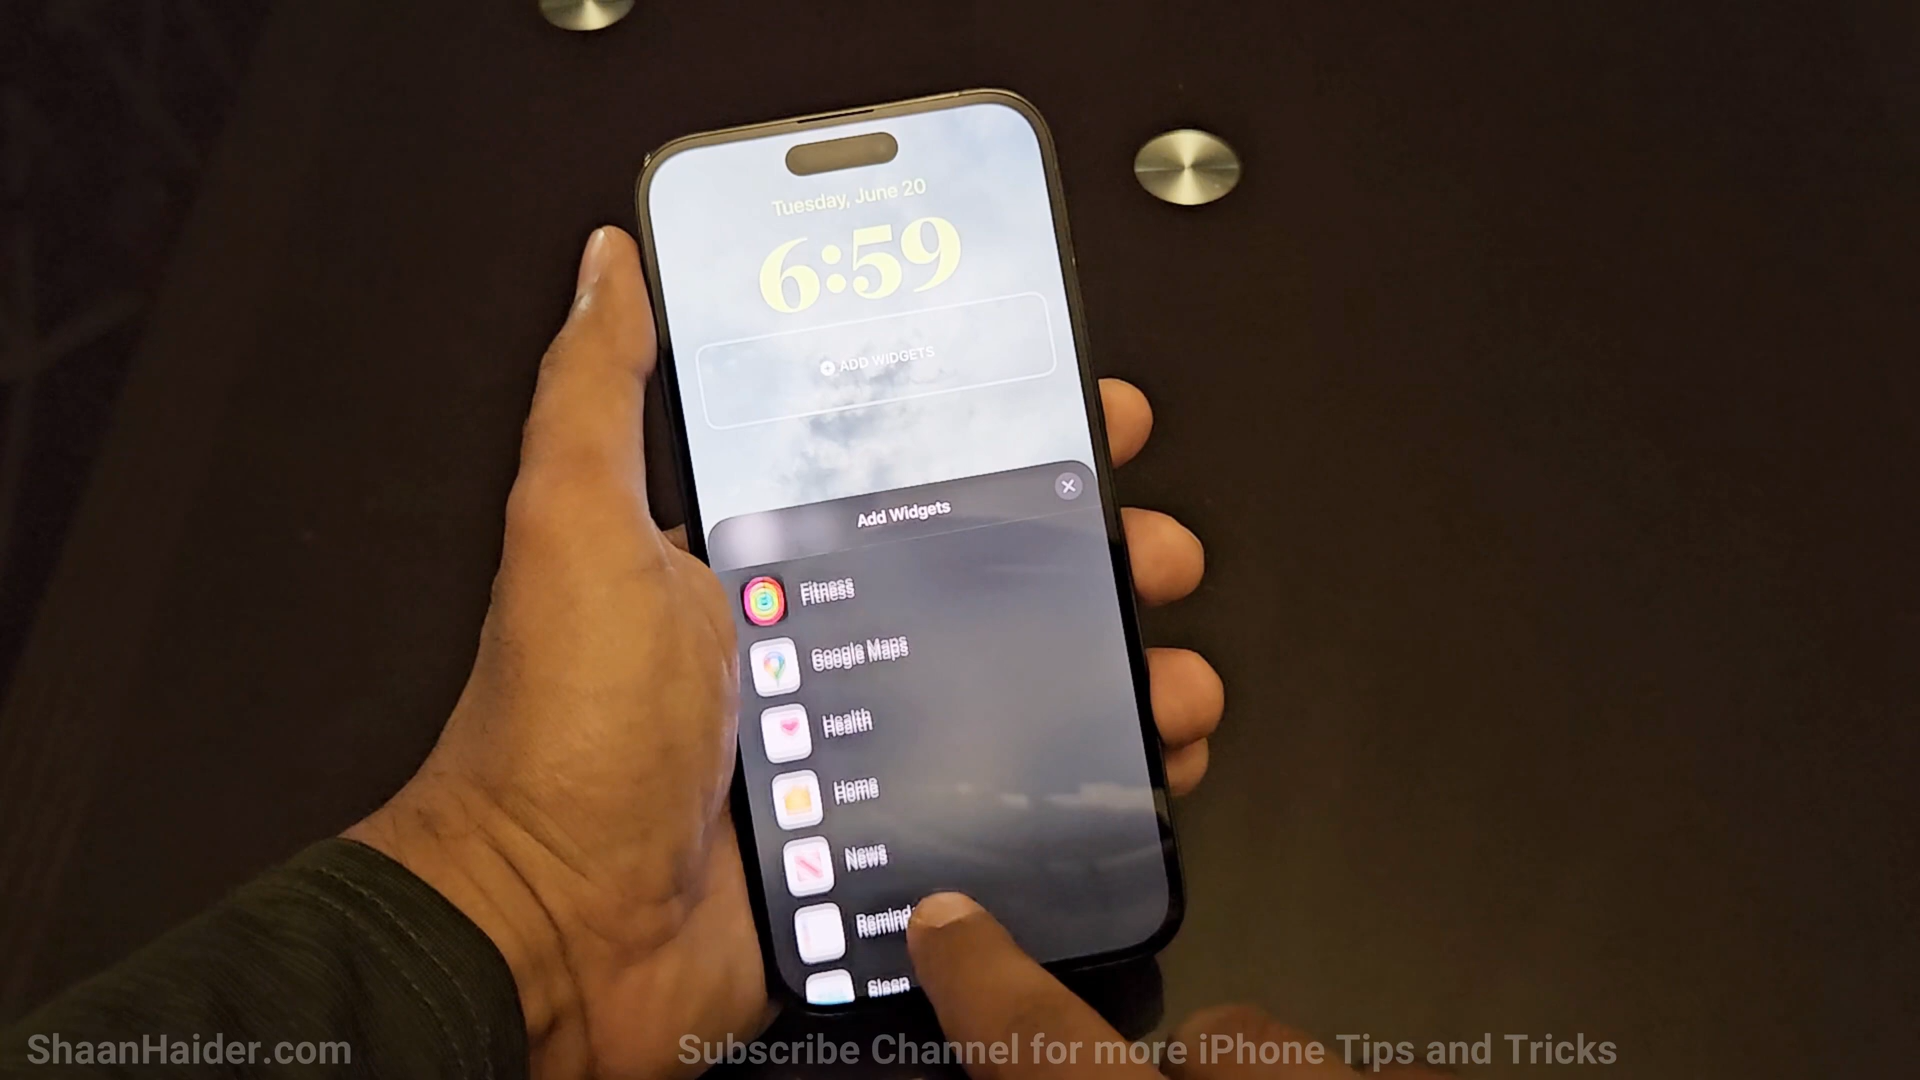 Tuesday, June 20
6:59
ADD WIDGETS
Add Widgets
Fitness
Google Maps
Health
Home
News
Sleep
ShaanHaider.com
Subscribe Channel for more iPhone Tips and Tricks